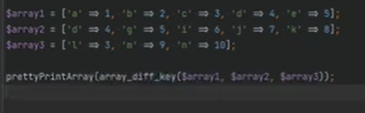 $array1 = ['a' => 1, 'b' => 2, 'c' => 3, 'd' => 4, 'e' => 5];
$array2 = ['d' => 4, 'g' => 5, 'i' => 6, 'j' => 7, 'k' => 8];
$array3 = ['l' => 3, 'm' => 9, 'n' => 10];
prettyPrintArray(array_diff_key($array1, $array2, $array3));